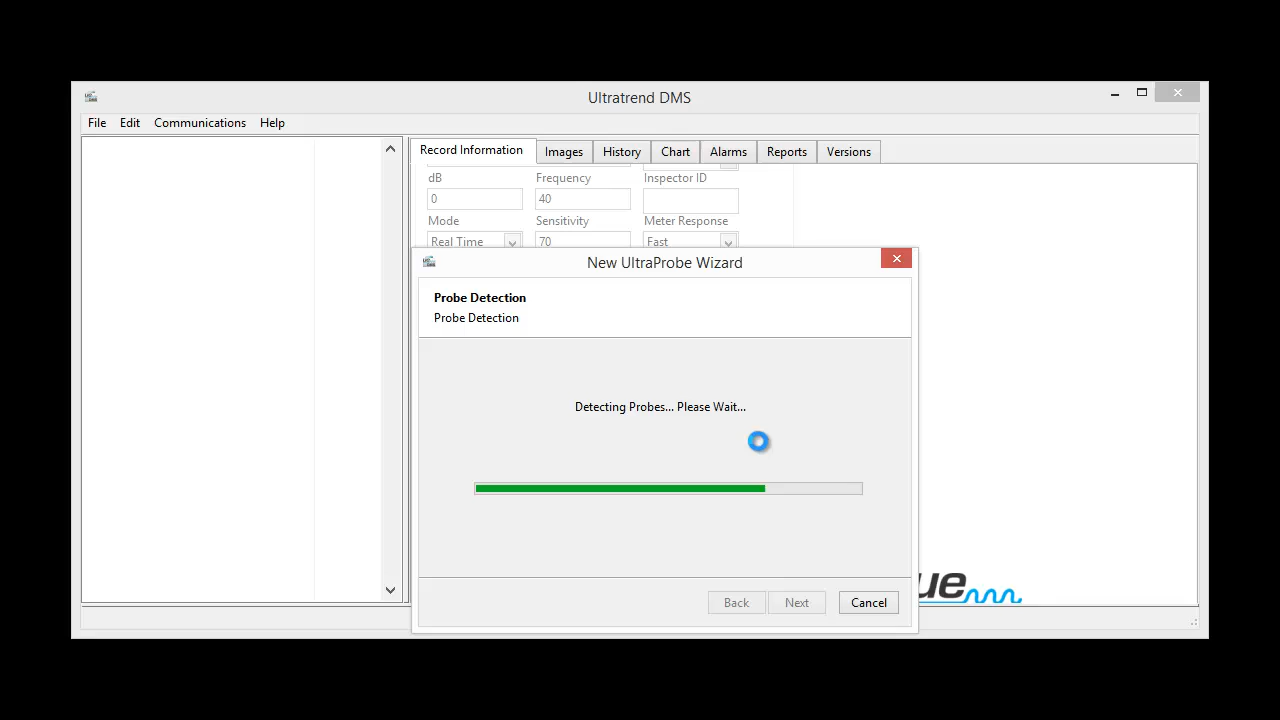 Ultratrend DMS
File Edit Communications Help
Record Information Images History Chart Alarms Reports Versions
dB Frequency Inspector ID
0 40
Mode Sensitivity Meter Response
Real Time 70 Fast
New UltraProbe Wizard
Probe Detection
Probe Detection
Detecting Probes... Please Wait...
ue
Back Next Cancel